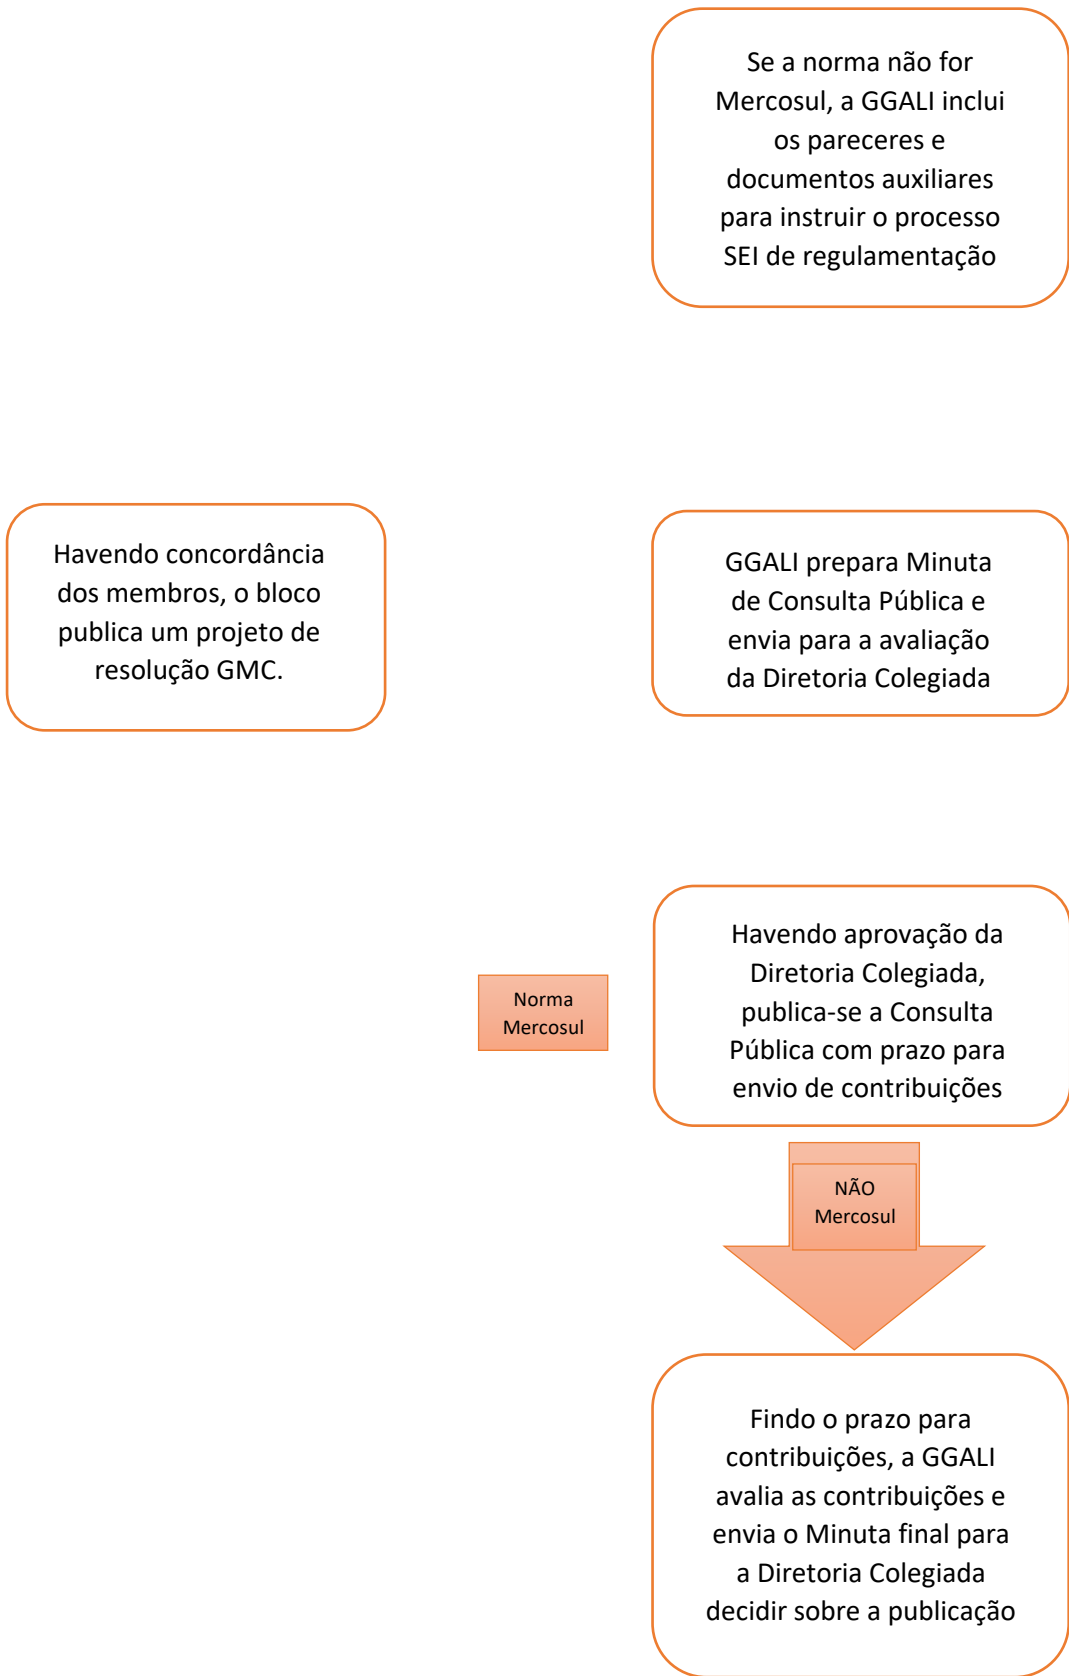 Se a norma não for
Mercosul, a GGALI inclui
os pareceres e
documentos auxiliares
para instruir o processo
SEI de regulamentação
Havendo concordância
dos membros, o bloco
publica um projeto de
resolução GMC.
GGALI prepara Minuta
de Consulta Pública e
envia para a avaliação
da Diretoria Colegiada
Norma
Mercosul
Havendo aprovação da
Diretoria Colegiada,
publica-se a Consulta
Pública com prazo para
envio de contribuições
NÃO
Mercosul
Findo o prazo para
contribuições, a GGALI
avalia as contribuições e
envia o Minuta final para
a Diretoria Colegiada
decidir sobre a publicação